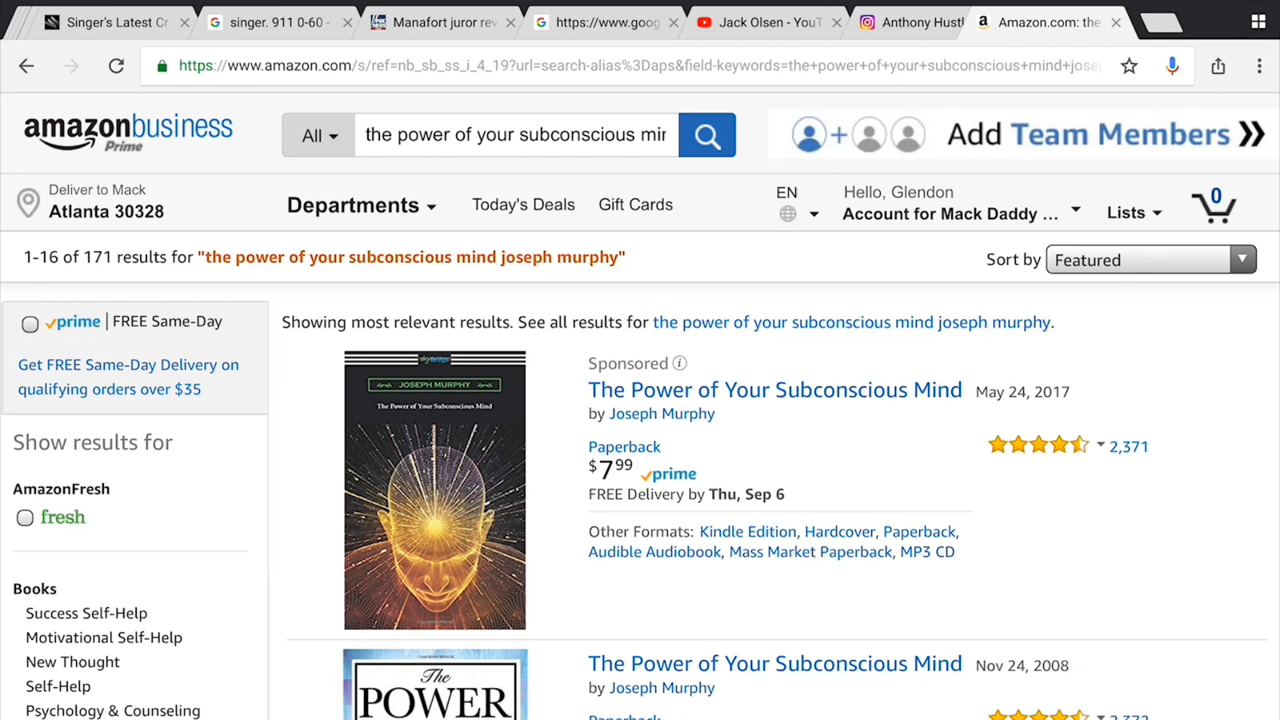 Singer's Latest Cr
singer. 911 0-60 -
Manafort juror rev
https://www.goog
Jack Olsen - YouT
Anthony Hustl
Amazon.com: the
https://www.amazon.com/s/ref=nb_sb_ss_i_4_19?url=search-alias%3Daps&field-keywords=the+power+of+your+subconscious+mind+jose
amazonbusiness
Prime
All
the power of your subconscious mir
Add Team Members
Deliver to Mack
Atlanta 30328
Departments
Today's Deals
Gift Cards
EN
Hello, Glendon
Account for Mack Daddy ...
Lists
0
1-16 of 171 results for "the power of your subconscious mind joseph murphy"
Sort by Featured
prime | FREE Same-Day
Get FREE Same-Day Delivery on
qualifying orders over $35
Show results for
AmazonFresh
fresh
Books
Success Self-Help
Motivational Self-Help
New Thought
Self-Help
Psychology & Counseling
Showing most relevant results. See all results for the power of your subconscious mind joseph murphy.
JOSEPH MURPHY
The Power of Your Subconscious Mind
Sponsored
The Power of Your Subconscious Mind May 24, 2017
by Joseph Murphy
Paperback
$7 99 prime
FREE Delivery by Thu, Sep 6
Other Formats: Kindle Edition, Hardcover, Paperback,
Audible Audiobook, Mass Market Paperback, MP3 CD
2,371
The
POWER
The Power of Your Subconscious Mind Nov 24, 2008
by Joseph Murphy
Paperback
2,372